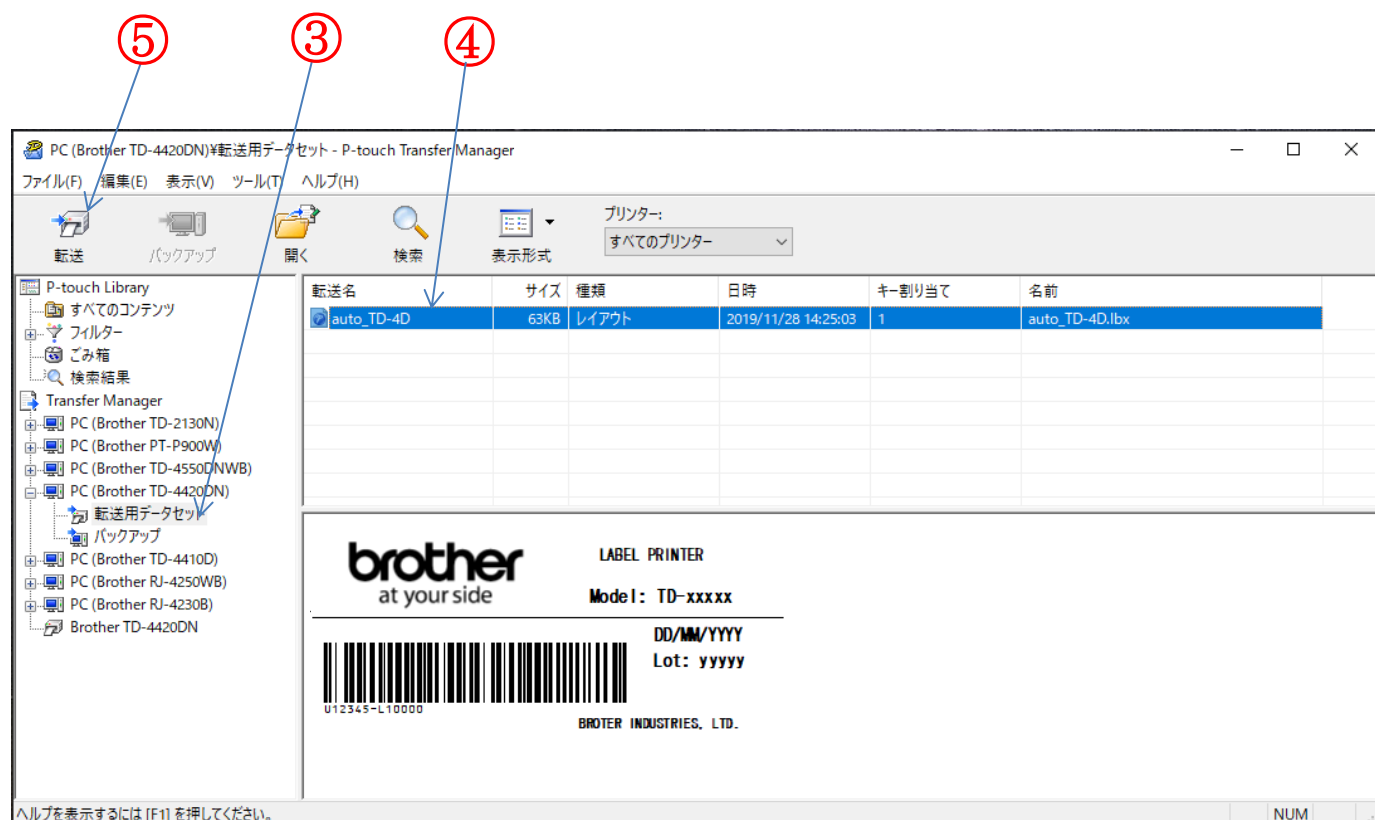 ⑤ ③ ④
PC (Brother TD-4420DN)¥転送用データセット - P-touch Transfer Manager
ファイル(F) 編集(E) 表示(V) ツール(T) ヘルプ(H)
転送 バックアップ 開く 検索 表示形式
プリンター:
すべてのプリンター
P-touch Library
すべてのコンテンツ
フィルター
ごみ箱
検索結果
Transfer Manager
PC (Brother TD-2130N)
PC (Brother PT-P900W)
PC (Brother TD-4550DNWB)
PC (Brother TD-4420DN)
転送用データセット
バックアップ
PC (Brother TD-4410D)
PC (Brother RJ-4250WB)
PC (Brother RJ-4230B)
Brother TD-4420DN
転送名 サイズ 種類 日時 キー割り当て 名前
auto_TD-4D 63KB レイアウト 2019/11/28 14:25:03 1 auto_TD-4D.lbx
brother
at your side
LABEL PRINTER
Model: TD-xxxxx
DD/MM/YYYY
Lot: yyyyy
U12345-L10000
BROTER INDUSTRIES, LTD.
ヘルプを表示するには [F1] を押してください。
NUM